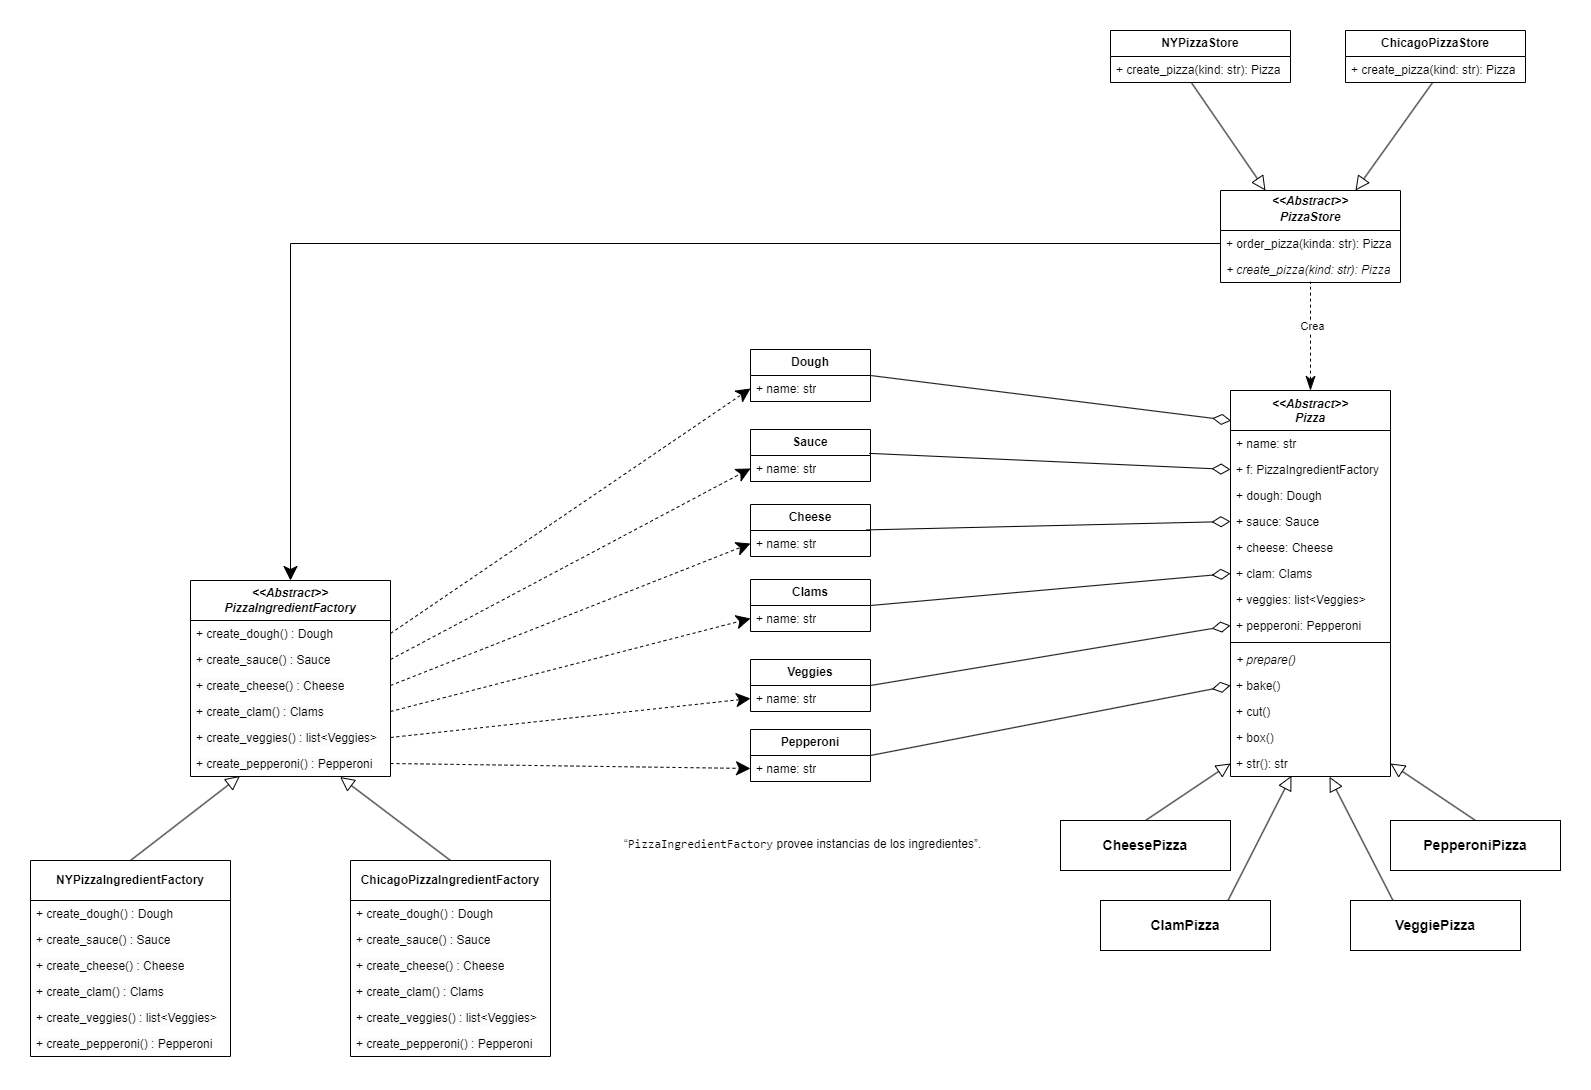 NYPizzaStore
+ create_pizza(kind: str): Pizza
ChicagoPizzaStore
+ create_pizza(kind: str): Pizza
<<Abstract>>
PizzaStore
+ order_pizza(kinda: str): Pizza
+ create_pizza(kind: str): Pizza
Crea
Dough
+ name: str
Sauce
+ name: str
Cheese
+ name: str
Clams
+ name: str
Veggies
+ name: str
Pepperoni
+ name: str
<<Abstract>>
Pizza
+ name: str
+ f: PizzaIngredientFactory
+ dough: Dough
+ sauce: Sauce
+ cheese: Cheese
+ clam: Clams
+ veggies: list<Veggies>
+ pepperoni: Pepperoni
+ prepare()
+ bake()
+ cut()
+ box()
+ str(): str
<<Abstract>>
PizzaIngredientFactory
+ create_dough() : Dough
+ create_sauce() : Sauce
+ create_cheese() : Cheese
+ create_clam() : Clams
+ create_veggies() : list<Veggies>
+ create_pepperoni() : Pepperoni
“PizzaIngredientFactory provee instancias de los ingredientes”.
CheesePizza
PepperoniPizza
ClamPizza
VeggiePizza
NYPizzaIngredientFactory
+ create_dough() : Dough
+ create_sauce() : Sauce
+ create_cheese() : Cheese
+ create_clam() : Clams
+ create_veggies() : list<Veggies>
+ create_pepperoni() : Pepperoni
ChicagoPizzaIngredientFactory
+ create_dough() : Dough
+ create_sauce() : Sauce
+ create_cheese() : Cheese
+ create_clam() : Clams
+ create_veggies() : list<Veggies>
+ create_pepperoni() : Pepperoni